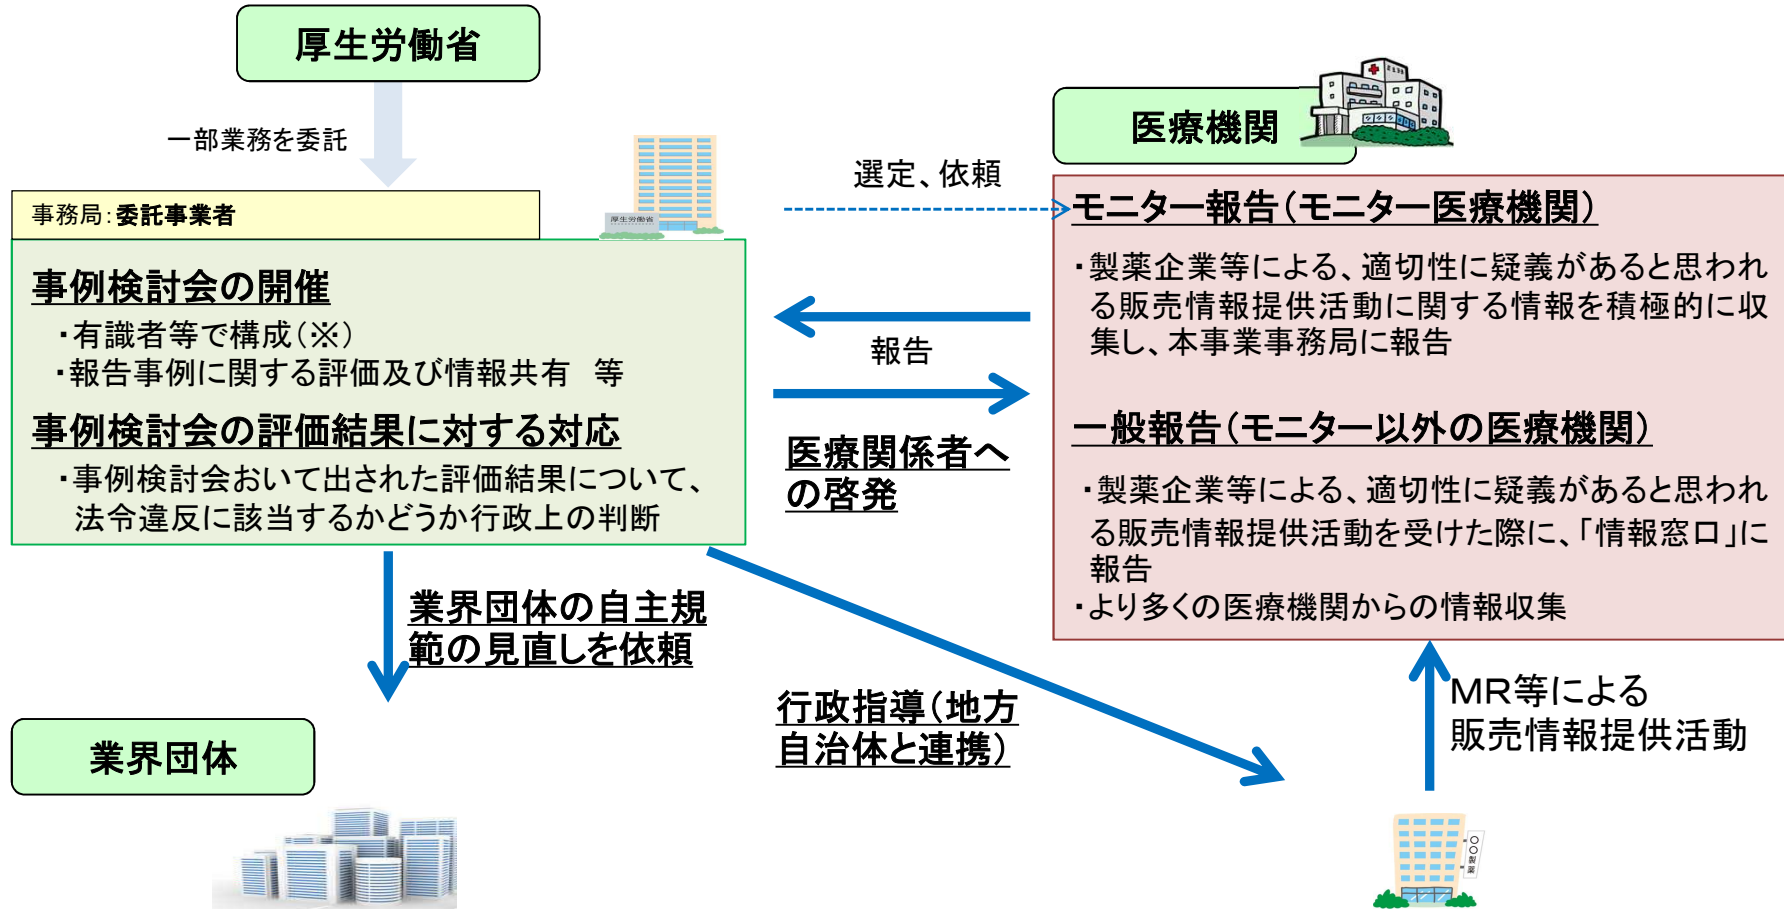 厚生労働省
一部業務を委託
事務局：委託事業者
厚生労働省
事例検討会の開催
・有識者等で構成（※）
・報告事例に関する評価及び情報共有　等
事例検討会の評価結果に対する対応
・事例検討会おいて出された評価結果について、
法令違反に該当するかどうか行政上の判断
選定、依頼
報告
医療関係者へ
の啓発
医療機関
モニター報告（モニター医療機関）
・製薬企業等による、適切性に疑義があると思われ
る販売情報提供活動に関する情報を積極的に収
集し、本事業事務局に報告
一般報告（モニター以外の医療機関）
・製薬企業等による、適切性に疑義があると思われ
る販売情報提供活動を受けた際に、「情報窓口」に
報告
・より多くの医療機関からの情報収集
業界団体の自主規
範の見直しを依頼
行政指導（地方
自治体と連携）
ＭＲ等による
販売情報提供活動
業界団体
〇〇製薬